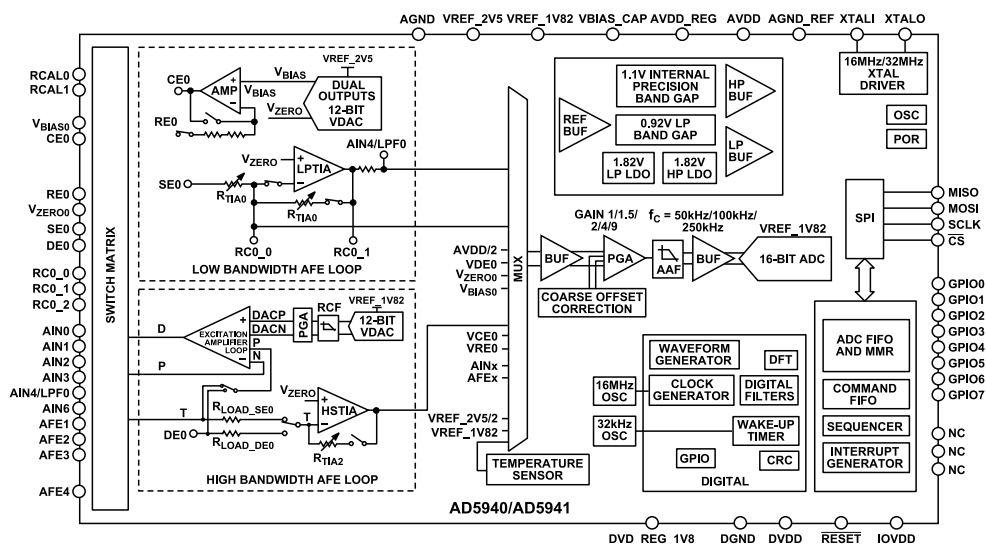 AGND VREF_2V5 VREF_1V82 VBIAS_CAP AVDD_REG AVDD AGND_REF XTALI XTALO
RCAL0
RCAL1
VBIAS0
CE0
RE0
VZERO0
SE0
DE0
RC0_0
RC0_1
RC0_2
AIN0
AIN1
AIN2
AIN3
AIN4/LPF0
AIN6
AFE1
AFE2
AFE3
AFE4
SWITCH MATRIX
CE0
AMP
+
−
VBIAS
VBIAS
VZERO
VREF_2V5
DUAL
OUTPUTS
12-BIT
VDAC
RE0
AIN4/LPF0
VZERO
+
−
LPTIA
SE0
RTIA0
RTIA0
RC0_0
RC0_1
LOW BANDWIDTH AFE LOOP
D
P
T
EXCITATION
AMPLIFIER
LOOP
+
−
DACP
DACN
P
N
PGA
RCF
VREF_1V82
12-BIT
VDAC
VZERO
+
−
HSTIA
RLOAD_SE0
T
DE0
RLOAD_DE0
RTIA2
HIGH BANDWIDTH AFE LOOP
MUX
AVDD/2
VDE0
VZERO0
VBIAS0
VCE0
VRE0
AINx
AFEx
VREF_2V5/2
VREF_1V82
TEMPERATURE
SENSOR
1.1V INTERNAL
PRECISION
BAND GAP
HP
BUF
REF
BUF
0.92V LP
BAND GAP
LP
BUF
1.82V
LP LDO
1.82V
HP LDO
16MHz/32MHz
XTAL
DRIVER
OSC
POR
GAIN 1/1.5/
2/4/9
fC = 50kHz/100kHz/
250kHz
VREF_1V82
BUF
PGA
AAF
BUF
16-BIT ADC
COARSE OFFSET
CORRECTION
SPI
WAVEFORM
GENERATOR
DFT
16MHz
OSC
CLOCK
GENERATOR
DIGITAL
FILTERS
32kHz
OSC
WAKE-UP
TIMER
GPIO
CRC
DIGITAL
ADC FIFO
AND MMR
COMMAND
FIFO
SEQUENCER
INTERRUPT
GENERATOR
MISO
MOSI
SCLK
CS
GPIO0
GPIO1
GPIO2
GPIO3
GPIO4
GPIO5
GPIO6
GPIO7
NC
NC
NC
AD5940/AD5941
DVD_REG_1V8 DGND DVDD RESET IOVDD